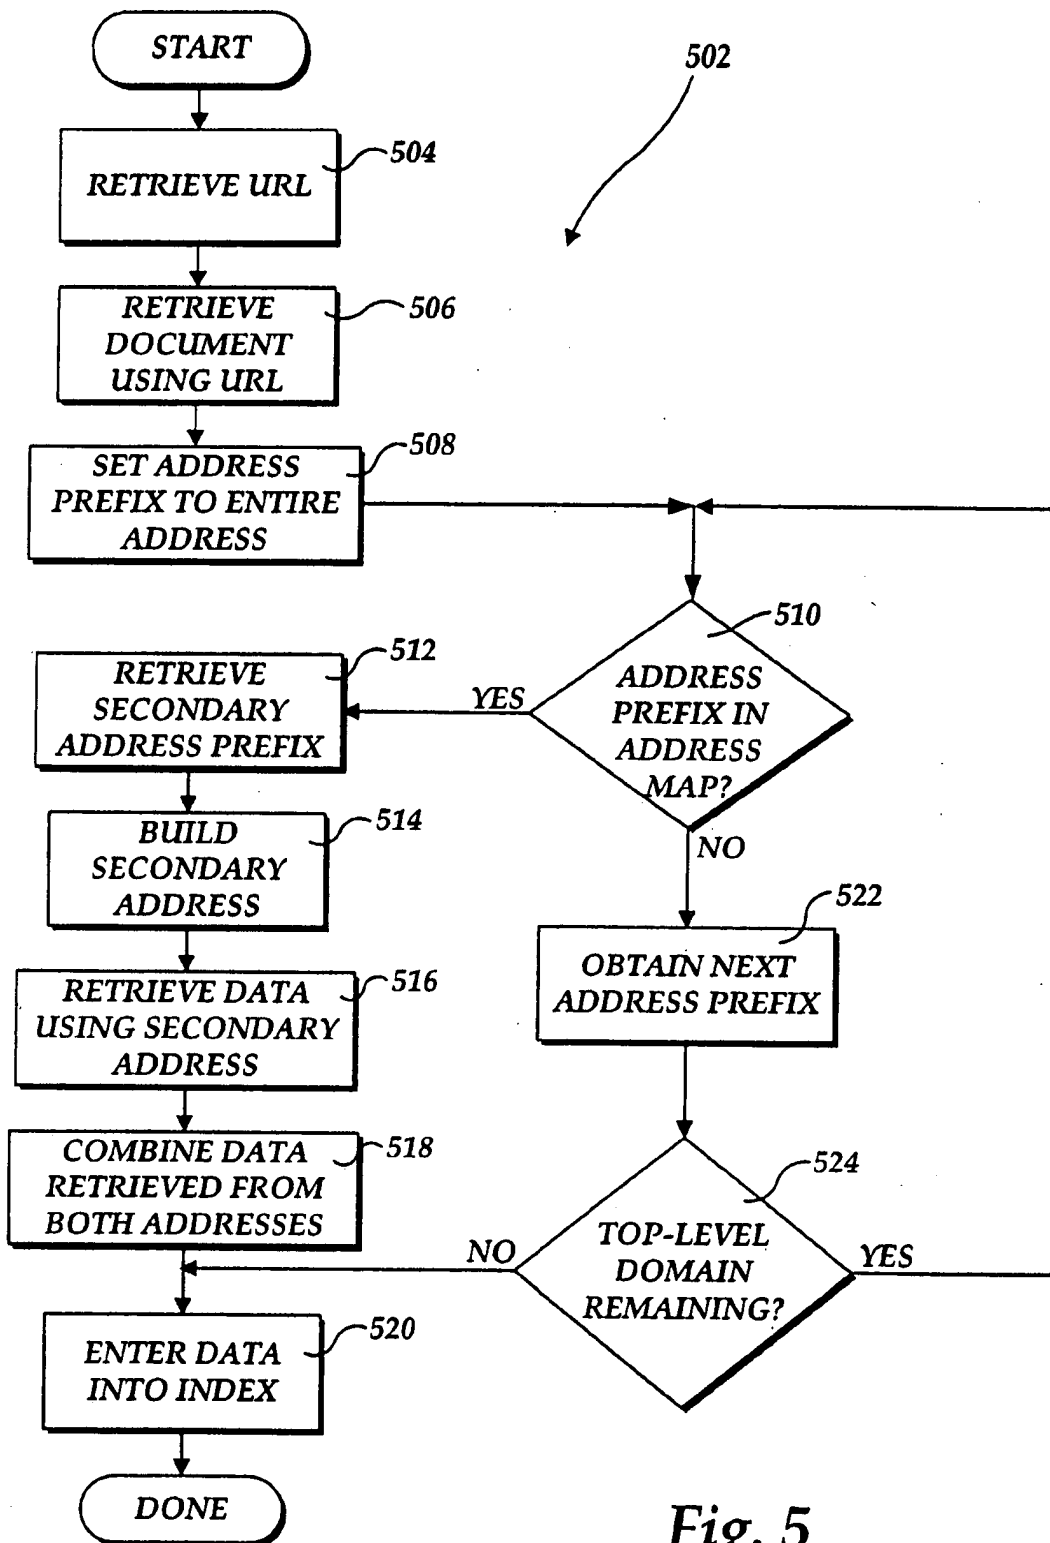 START
502
504
RETRIEVE URL
506
RETRIEVE
DOCUMENT
USING URL
508
SET ADDRESS
PREFIX TO ENTIRE
ADDRESS
510
ADDRESS
PREFIX IN
ADDRESS
MAP?
YES
NO
512
RETRIEVE
SECONDARY
ADDRESS PREFIX
514
BUILD
SECONDARY
ADDRESS
516
RETRIEVE DATA
USING SECONDARY
ADDRESS
518
COMBINE DATA
RETRIEVED FROM
BOTH ADDRESSES
522
OBTAIN NEXT
ADDRESS PREFIX
524
TOP-LEVEL
DOMAIN
REMAINING?
NO
YES
520
ENTER DATA
INTO INDEX
DONE
Fig. 5